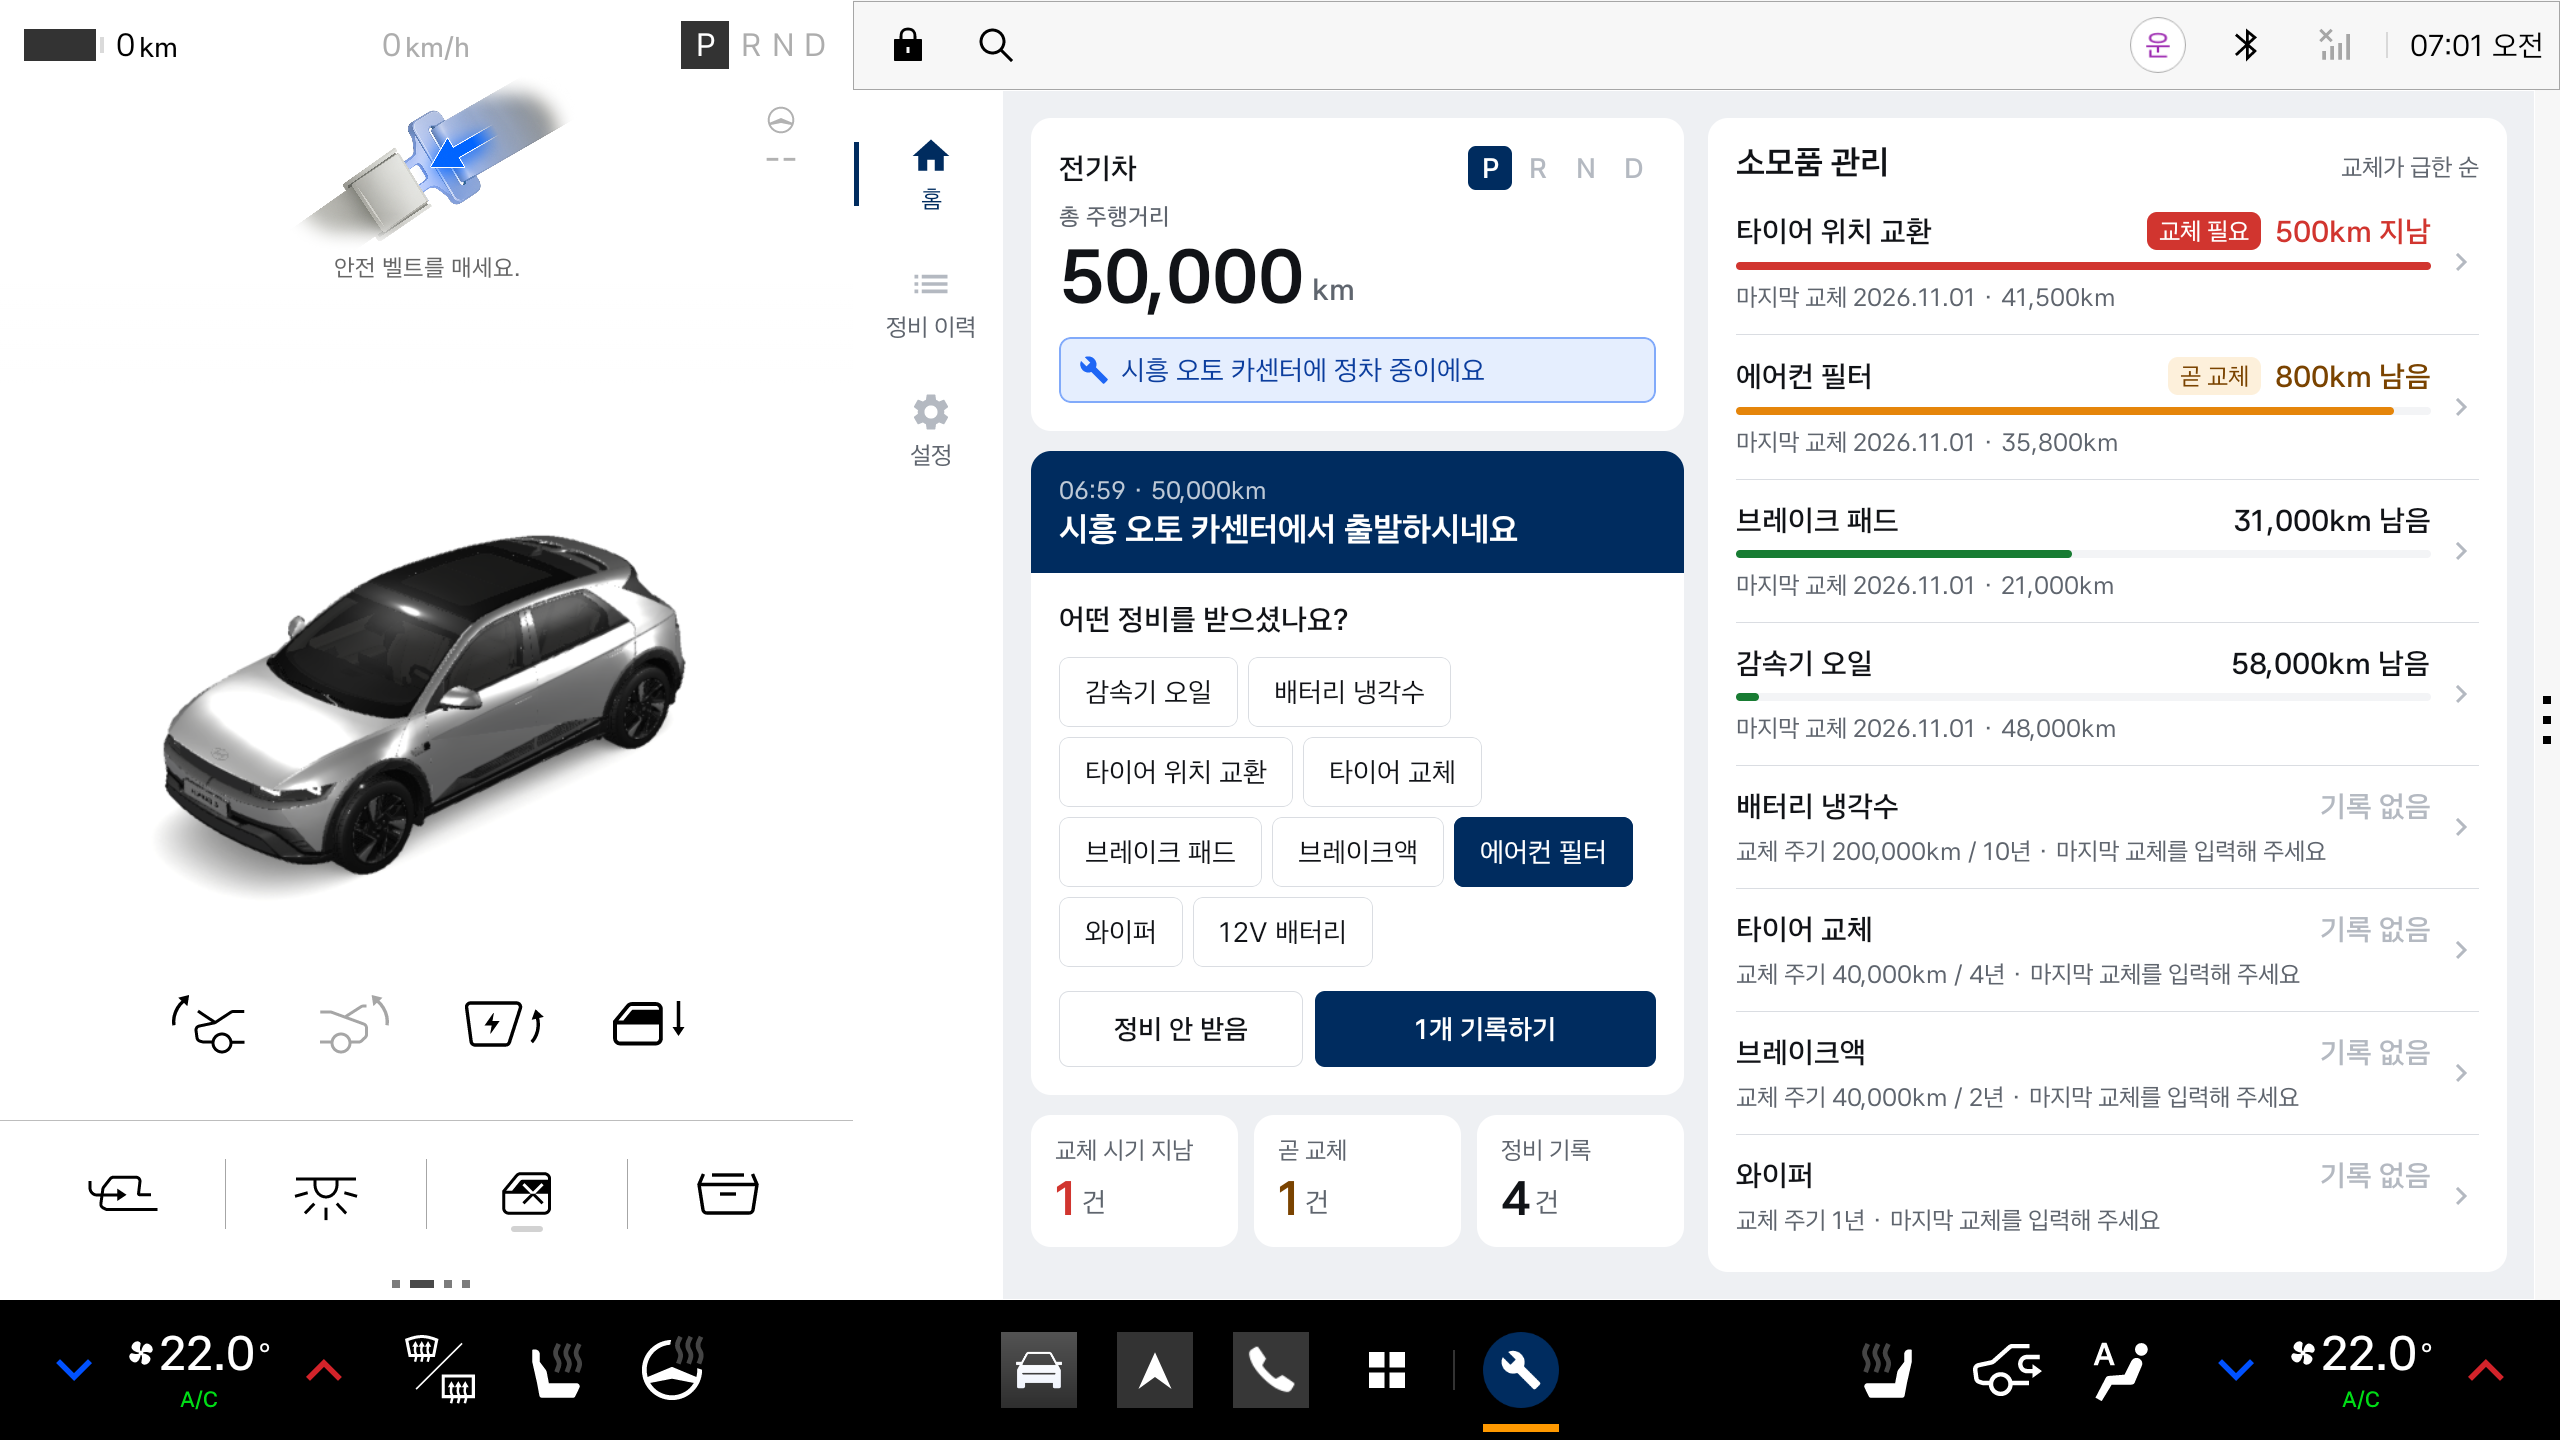 0 km
0 km/h
P R N D
운
07:01 오전
안전 벨트를 매세요.
홈
정비 이력
설정
전기차
P R N D
총 주행거리
50,000 km
시흥 오토 카센터에 정차 중이에요
06:59 · 50,000km
시흥 오토 카센터에서 출발하시네요
어떤 정비를 받으셨나요?
감속기 오일
배터리 냉각수
타이어 위치 교환
타이어 교체
브레이크 패드
브레이크액
에어컨 필터
와이퍼
12V 배터리
정비 안 받음
1개 기록하기
교체 시기 지남
1 건
곧 교체
1 건
정비 기록
4 건
소모품 관리
교체가 급한 순
타이어 위치 교환
교체 필요
500km 지남
마지막 교체 2026.11.01 · 41,500km
에어컨 필터
곧 교체
800km 남음
마지막 교체 2026.11.01 · 35,800km
브레이크 패드
31,000km 남음
마지막 교체 2026.11.01 · 21,000km
감속기 오일
58,000km 남음
마지막 교체 2026.11.01 · 48,000km
배터리 냉각수
기록 없음
교체 주기 200,000km / 10년 · 마지막 교체를 입력해 주세요
타이어 교체
기록 없음
교체 주기 40,000km / 4년 · 마지막 교체를 입력해 주세요
브레이크액
기록 없음
교체 주기 40,000km / 2년 · 마지막 교체를 입력해 주세요
와이퍼
기록 없음
교체 주기 1년 · 마지막 교체를 입력해 주세요
22.0°
A/C
A
22.0°
A/C